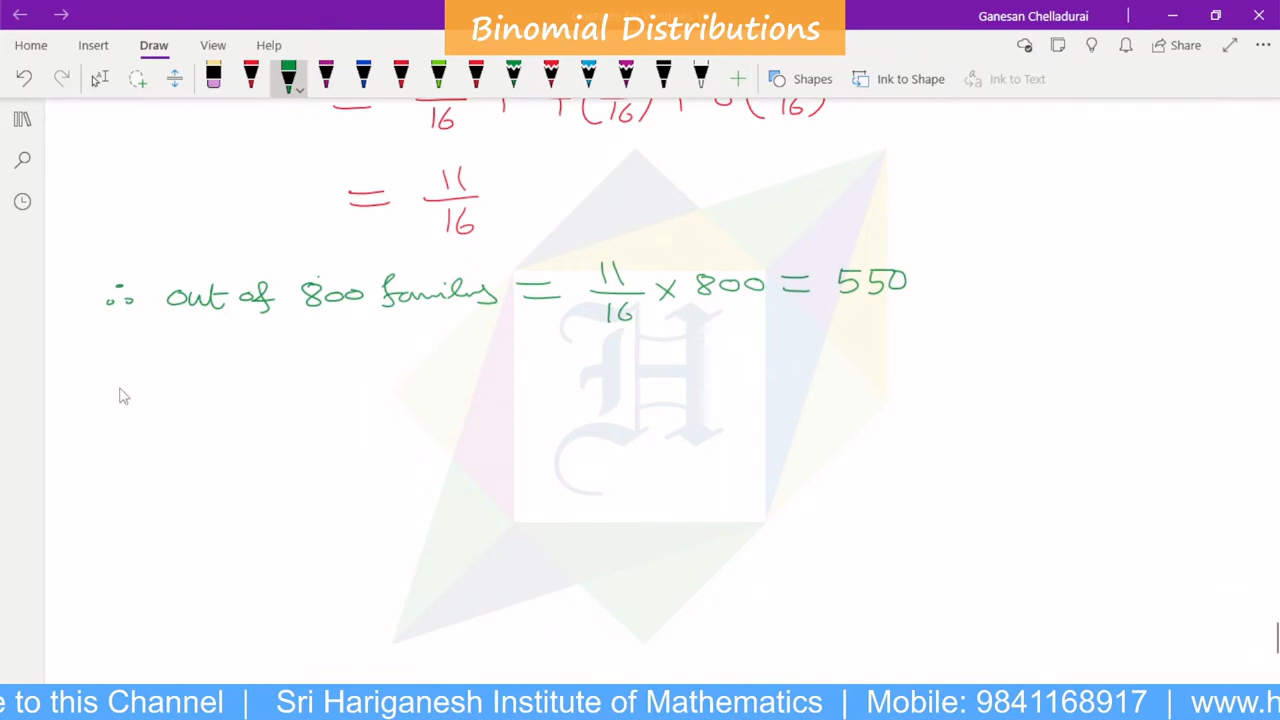 Ganesan Chelladurai
Binomial Distributions
Home Insert Draw View Help
Share
Shapes Ink to Shape Ink to Text
16
= 11/16
∴ out of 800 families = 11/16 × 800 = 550
H
e to this Channel | Sri Hariganesh Institute of Mathematics | Mobile: 9841168917 | www.h